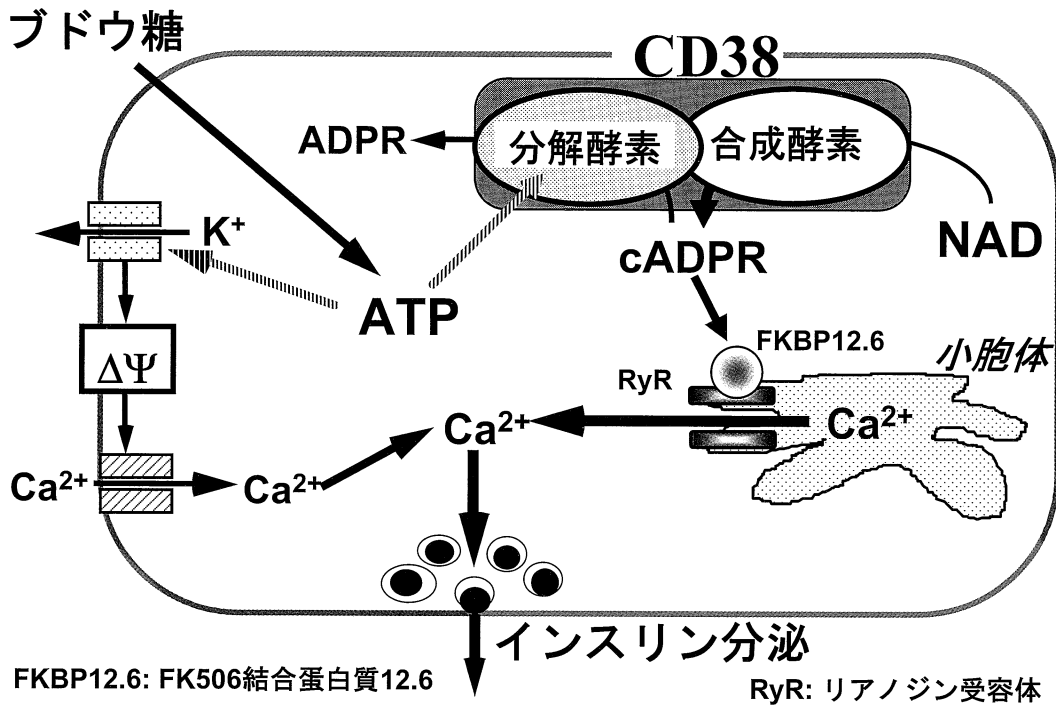 ブドウ糖
CD38
ADPR
分解酵素
合成酵素
K+
cADPR
NAD
ATP
FKBP12.6
小胞体
ΔΨ
RyR
Ca2+
Ca2+
Ca2+
Ca2+
インスリン分泌
FKBP12.6: FK506結合蛋白質12.6
RyR: リアノジン受容体